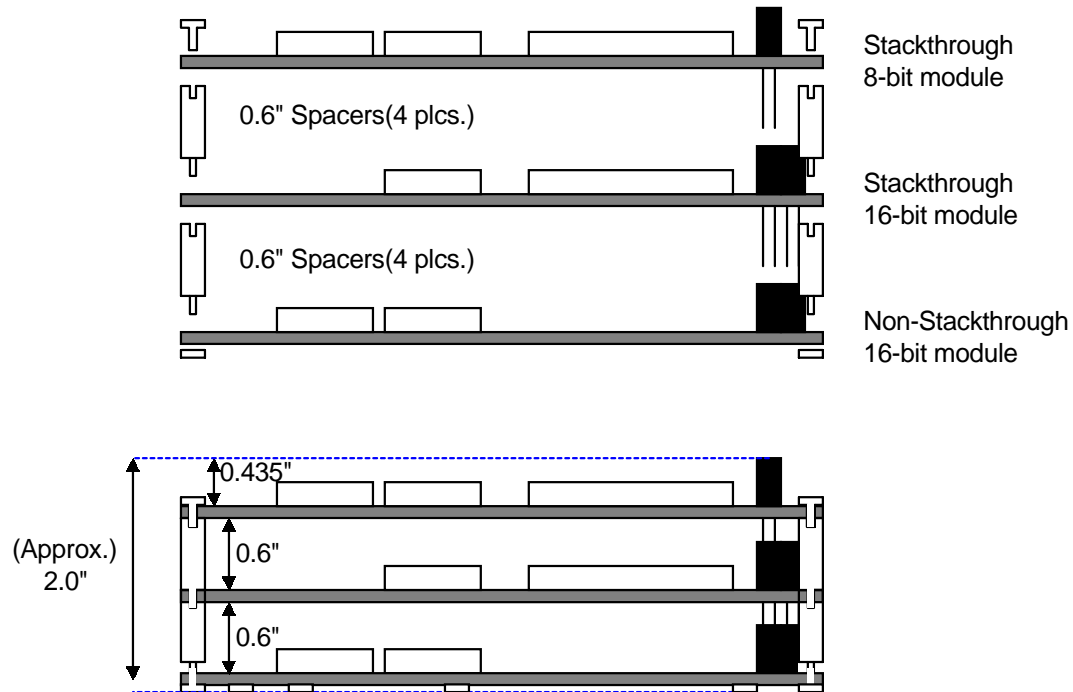 Stackthrough
8-bit module
0.6" Spacers(4 plcs.)
Stackthrough
16-bit module
0.6" Spacers(4 plcs.)
Non-Stackthrough
16-bit module
0.435"
(Approx.)
2.0"
0.6"
0.6"